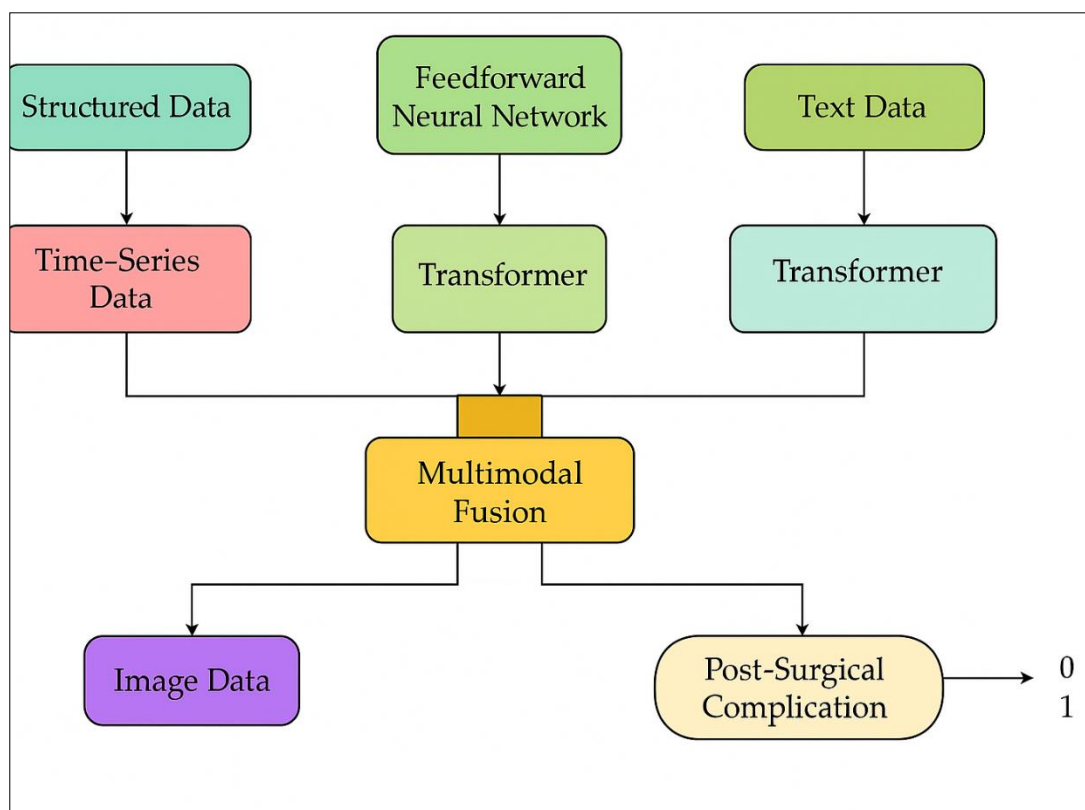 Structured Data
Feedforward
Neural Network
Text Data
Time–Series
Data
Transformer
Transformer
Multimodal
Fusion
Image Data
Post-Surgical
Complication
0
1